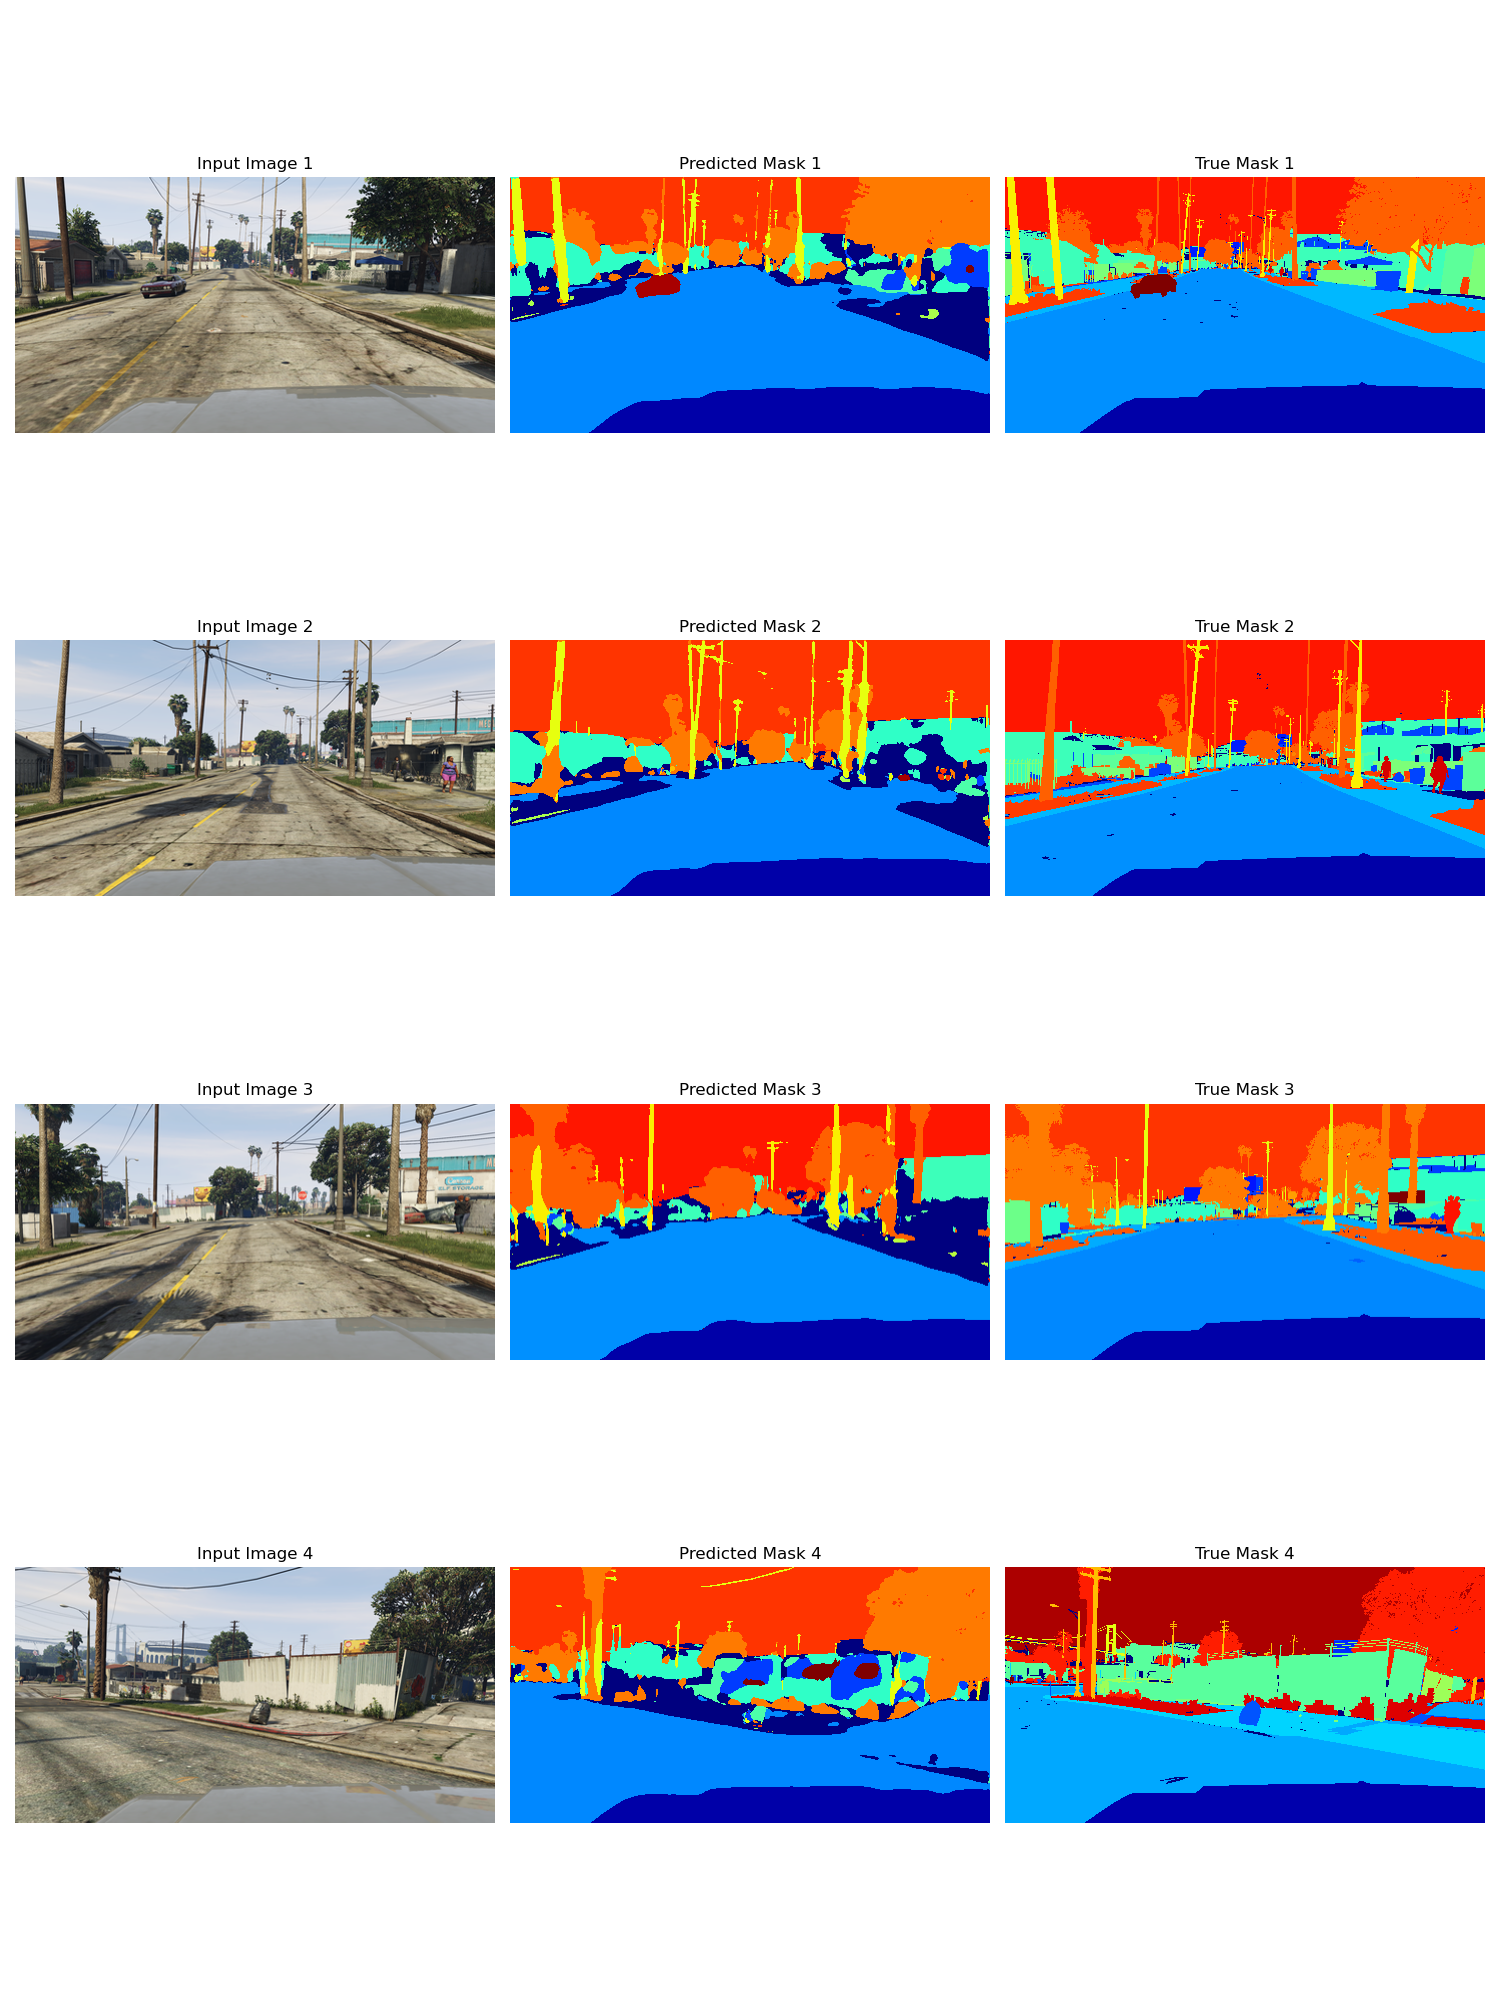 Input Image 1
Predicted Mask 1
True Mask 1
Input Image 2
Predicted Mask 2
True Mask 2
Input Image 3
Predicted Mask 3
True Mask 3
Input Image 4
Predicted Mask 4
True Mask 4